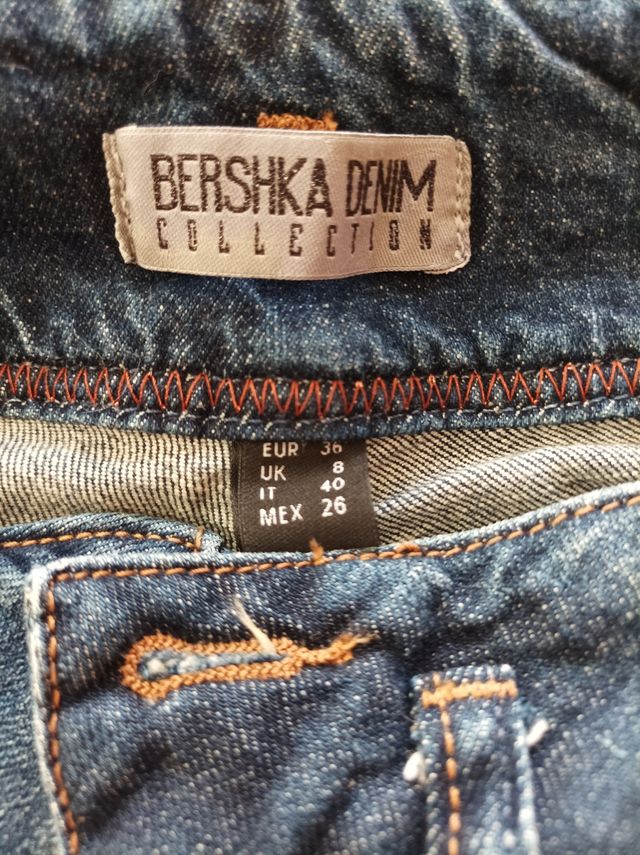 BERSHKA DENIM
COLLECTION
EUR 36
UK 8
IT 40
MEX 26